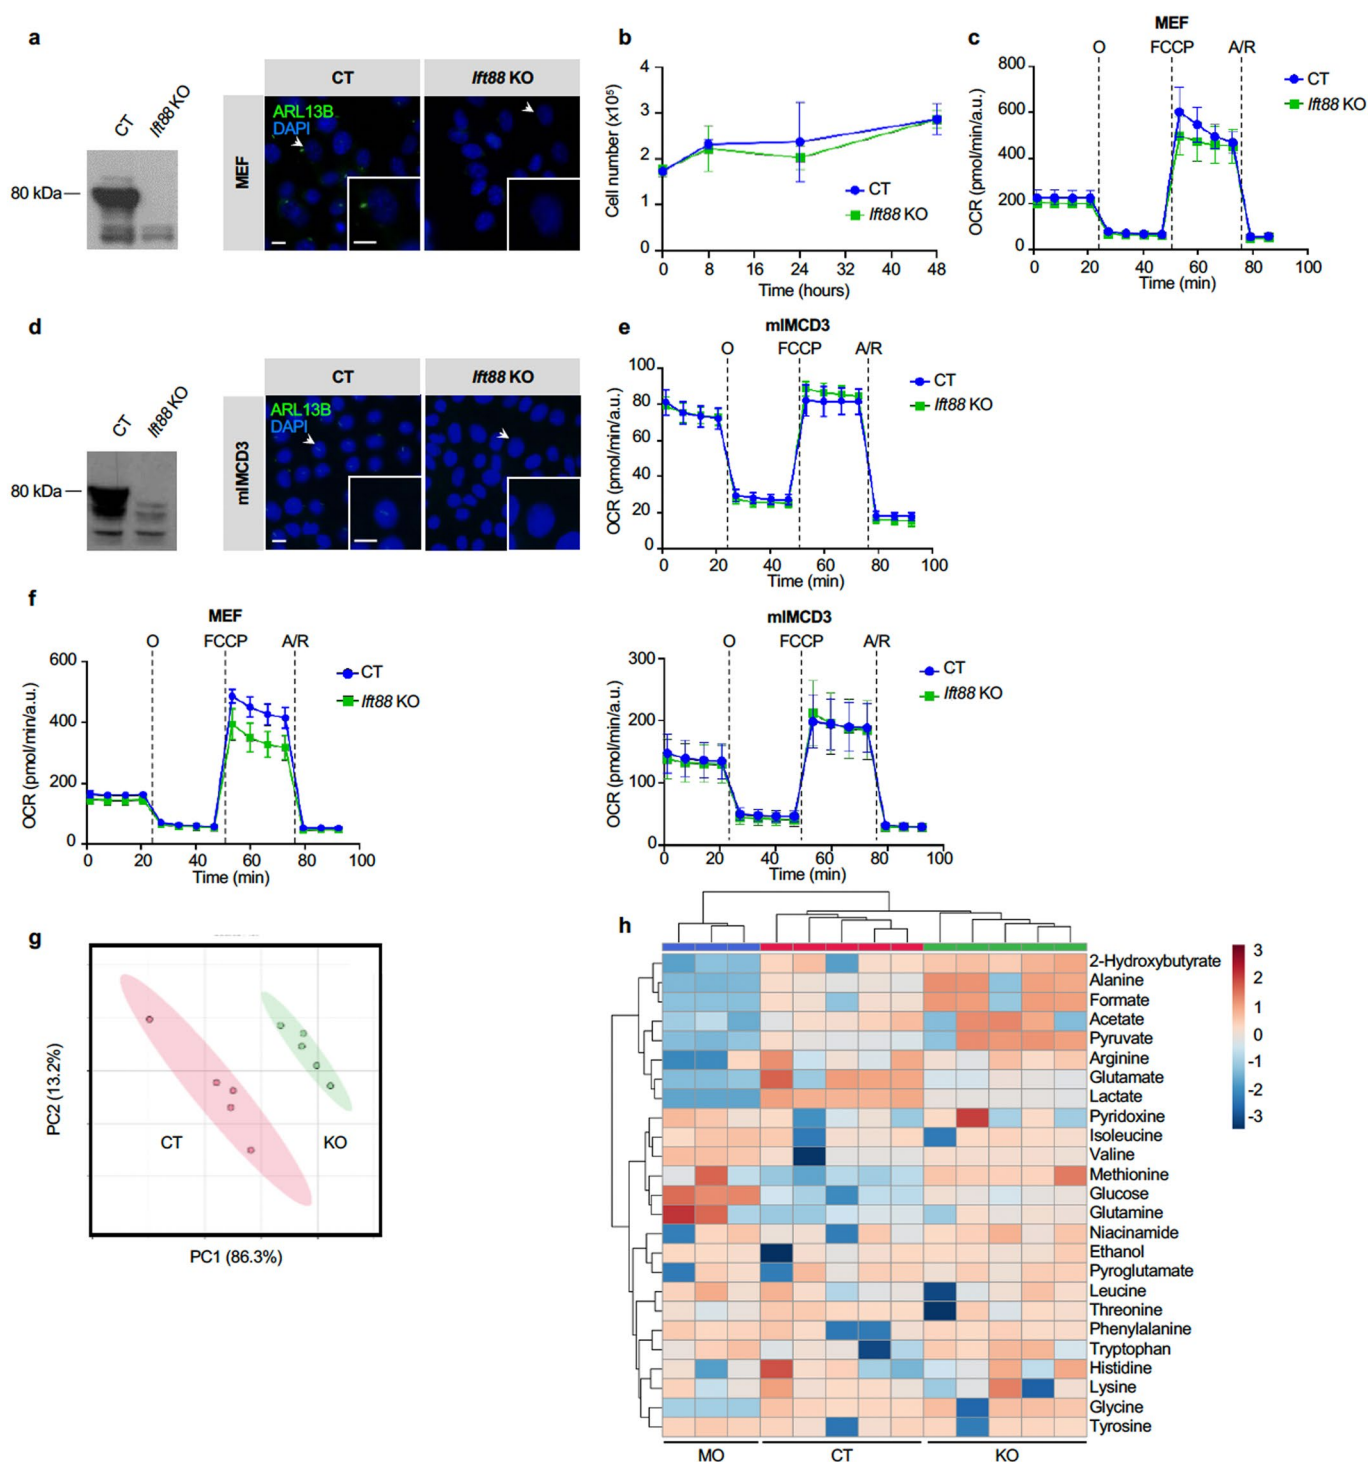 a
CT
Ift88 KO
80 kDa
CT
Ift88 KO
MEF
ARL13B
DAPI
b
Cell number (x10⁵)
4
3
2
1
0
0 8 16 24 32 40 48
Time (hours)
CT
Ift88 KO
c
MEF
O FCCP A/R
OCR (pmol/min/a.u.)
800
600
400
200
0
0 20 40 60 80 100
Time (min)
CT
Ift88 KO
d
CT
Ift88 KO
80 kDa
CT
Ift88 KO
mIMCD3
ARL13B
DAPI
e
mIMCD3
O FCCP A/R
OCR (pmol/min/a.u.)
100
80
60
40
20
0
0 20 40 60 80 100
Time (min)
CT
Ift88 KO
f
MEF
O FCCP A/R
OCR (pmol/min/a.u.)
600
400
200
0
0 20 40 60 80 100
Time (min)
CT
Ift88 KO
mIMCD3
O FCCP A/R
OCR (pmol/min/a.u.)
300
200
100
0
0 20 40 60 80 100
Time (min)
CT
Ift88 KO
g
PC2 (13.2%)
CT
KO
PC1 (86.3%)
h
2-Hydroxybutyrate
Alanine
Formate
Acetate
Pyruvate
Arginine
Glutamate
Lactate
Pyridoxine
Isoleucine
Valine
Methionine
Glucose
Glutamine
Niacinamide
Ethanol
Pyroglutamate
Leucine
Threonine
Phenylalanine
Tryptophan
Histidine
Lysine
Glycine
Tyrosine
MO CT KO
3
2
1
0
-1
-2
-3